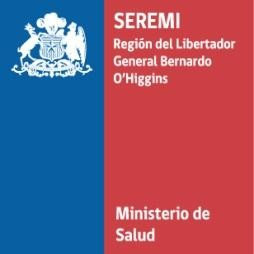 SEREMI
Región del Libertador
General Bernardo
O'Higgins
Ministerio de
Salud